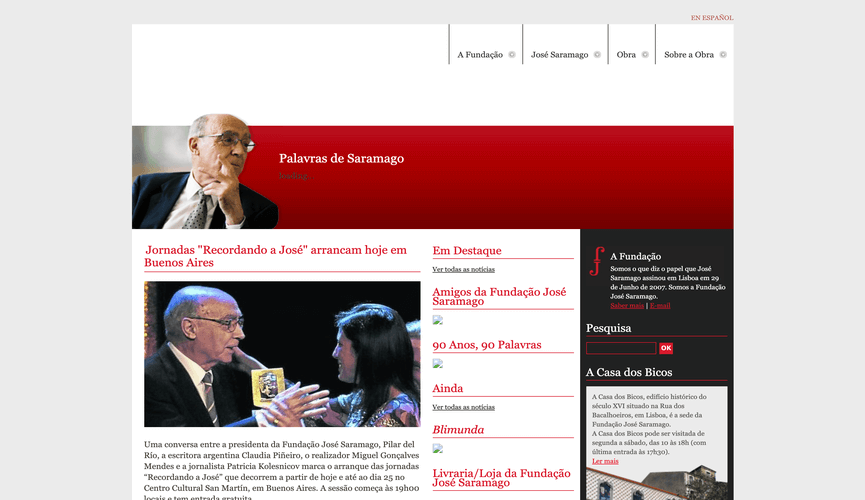 EN ESPAÑOL
A Fundação
José Saramago
Obra
Sobre a Obra
Palavras de Saramago
Jornadas "Recordando a José" arrancam hoje em
Buenos Aires
Uma conversa entre a presidenta da Fundação José Saramago, Pilar del
Río, a escritora argentina Claudia Piñeiro, o realizador Miguel Gonçalves
Mendes e a jornalista Patricia Kolesnicov marca o arranque das jornadas
"Recordando a José" que decorrem a partir de hoje e até ao dia 25 no
Centro Cultural San Martín, em Buenos Aires. A sessão começa às 19h00
locais e tem entrada gratuita.
Em Destaque
Ver todas as notícias
Amigos da Fundação José
Saramago
90 Anos, 90 Palavras
Ainda
Ver todas as notícias
Blimunda
Livraria/Loja da Fundação
José Saramago
A Fundação
Somos o que diz o papel que José
Saramago assinou em Lisboa em 29
de Junho de 2007. Somos a Fundação
José Saramago.
Saber mais | E-mail
Pesquisa
OK
A Casa dos Bicos
A Casa dos Bicos, edifício histórico do
século XVI situado na Rua dos
Bacalhoeiros, em Lisboa, é a sede da
Fundação José Saramago.
A Casa dos Bicos pode ser visitada de
segunda a sábado, das 10 às 18h (com
última entrada às 17h30).
Ler mais